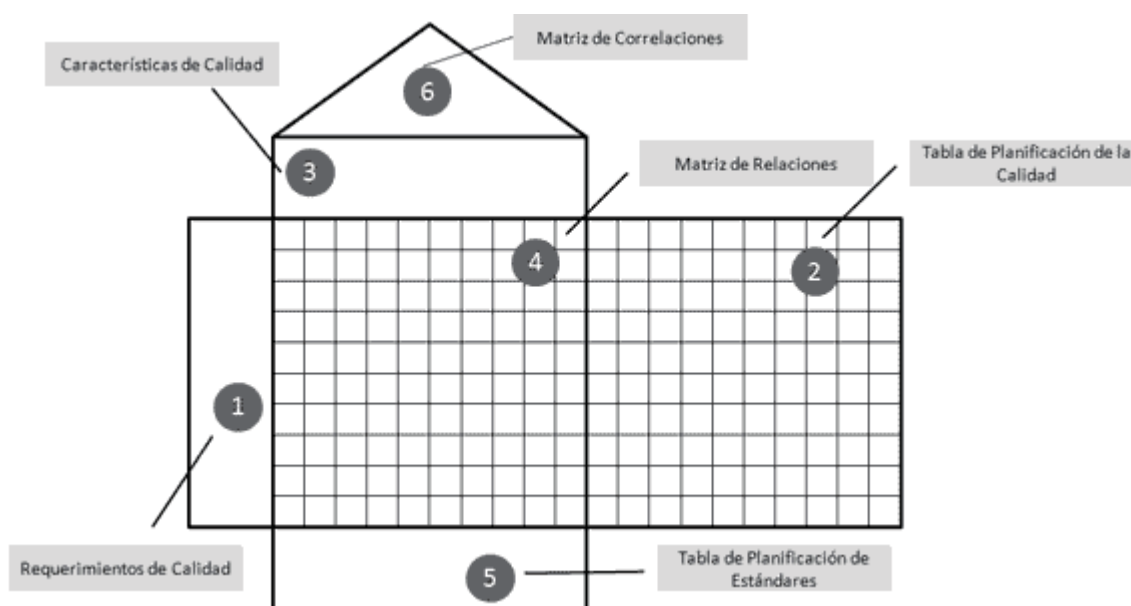 Matriz de Correlaciones
Características de Calidad
6
3
Matriz de Relaciones
Tabla de Planificación de la
Calidad
4
2
1
Requerimientos de Calidad
5
Tabla de Planificación de
Estándares